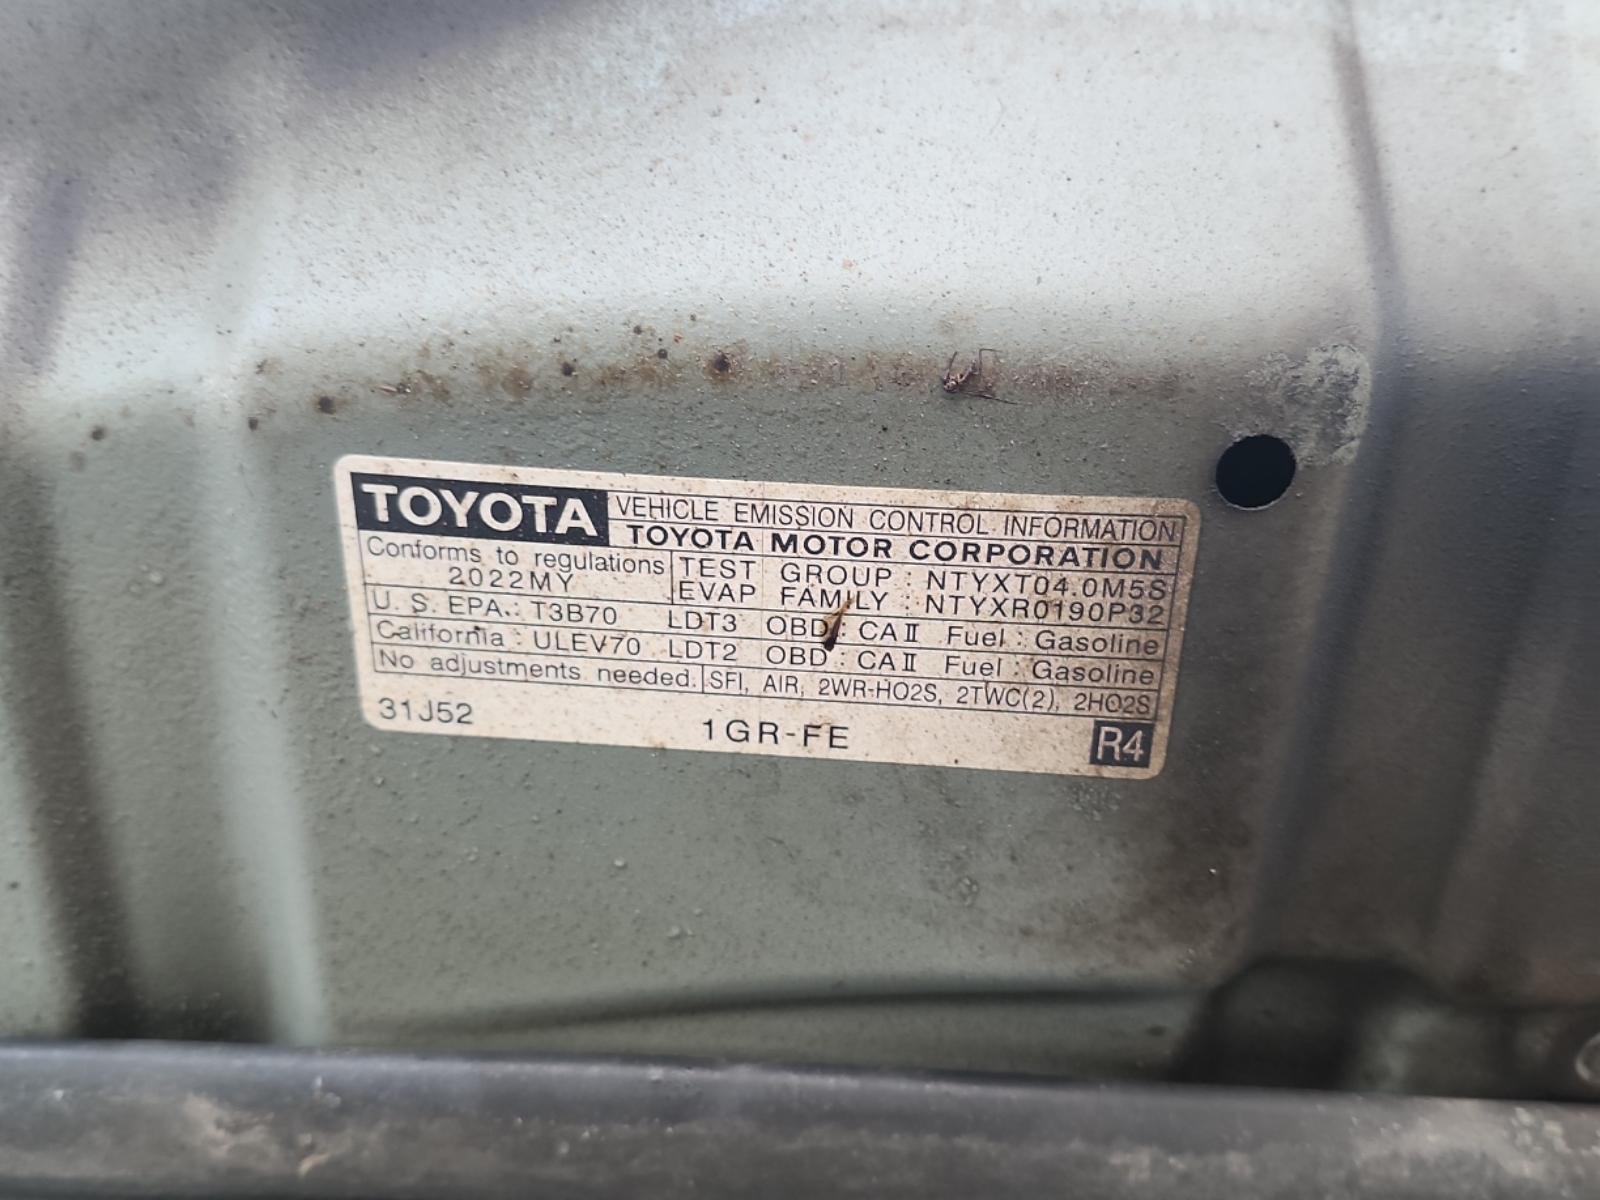 TOYOTA VEHICLE EMISSION CONTROL INFORMATION
TOYOTA MOTOR CORPORATION
Conforms to regulations
2022MY
TEST GROUP : NTYXT04.0M5S
EVAP FAMILY : NTYXR0190P32
U. S. EPA. : T3B70 LDT3 OBD : CAⅡ Fuel : Gasoline
California : ULEV70 LDT2 OBD : CAⅡ Fuel : Gasoline
No adjustments needed. SFI, AIR, 2WR-HO2S, 2TWC(2), 2HO2S
31J52 1GR-FE R4